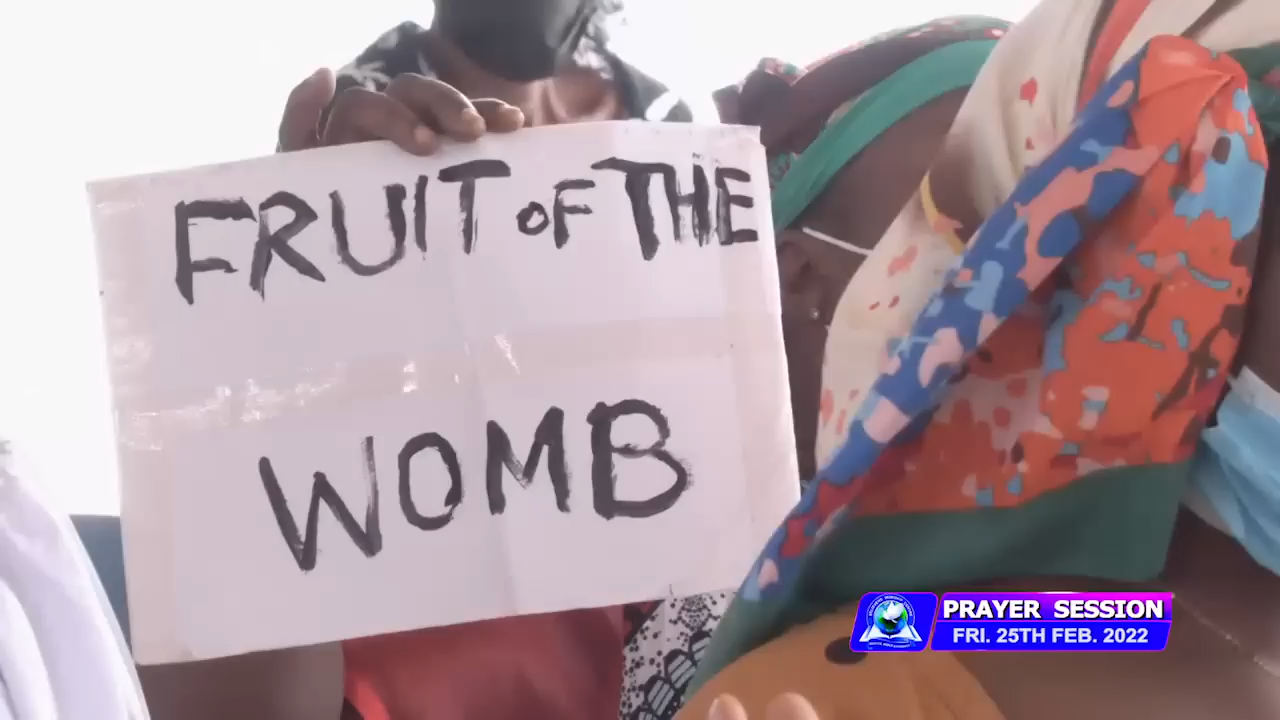 FRUIT OF THE
WOMB
PRAYER SESSION
FRI. 25TH FEB. 2022